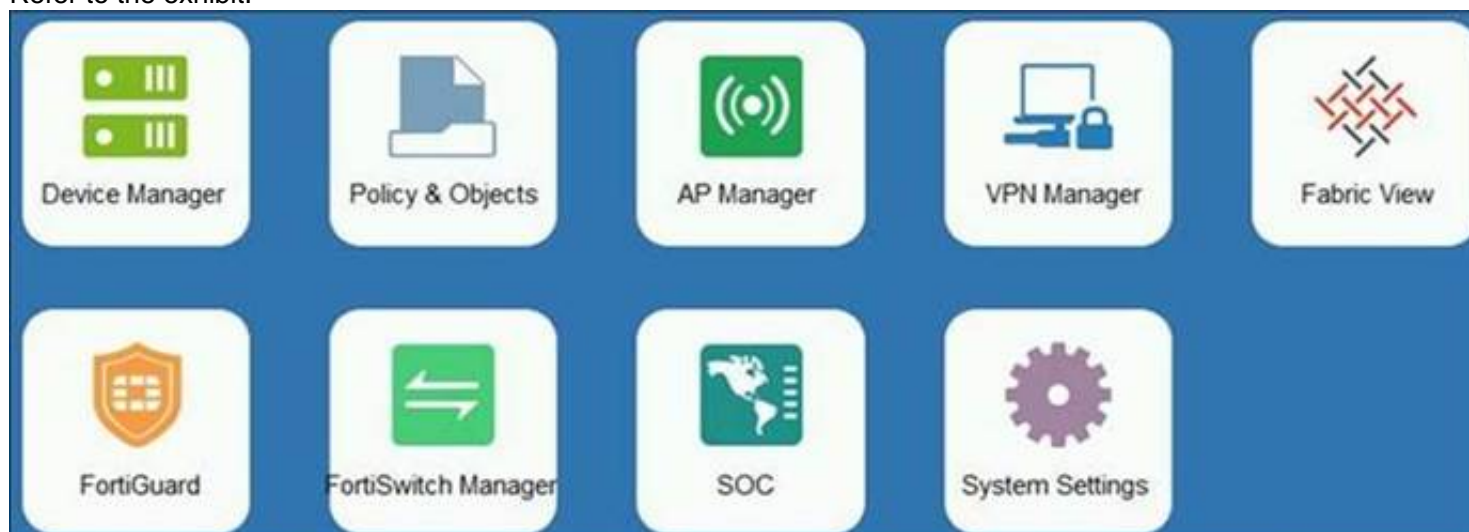 Refer to the exhibit.
Device Manager
Policy & Objects
AP Manager
VPN Manager
Fabric View
FortiGuard
FortiSwitch Manager
SOC
System Settings